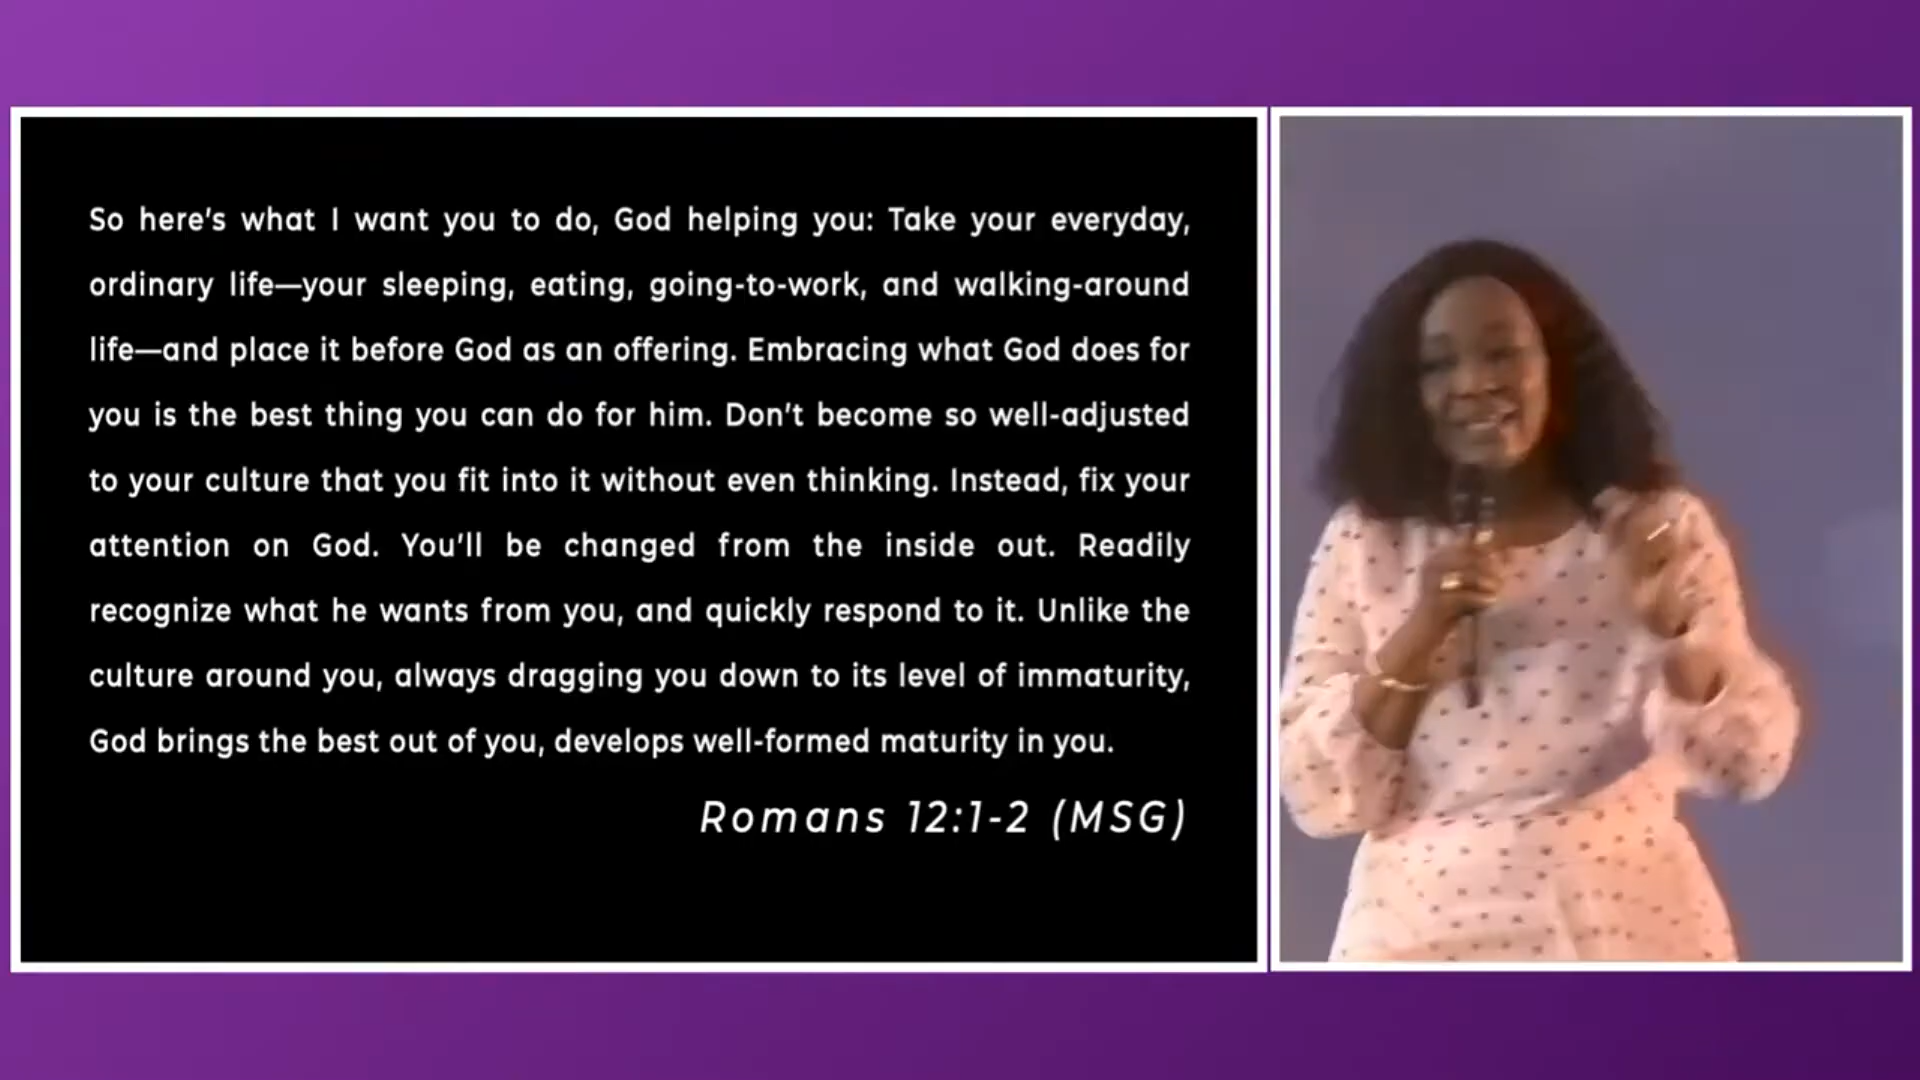 So here's what I want you to do, God helping you: Take your everyday,
ordinary life—your sleeping, eating, going-to-work, and walking-around
life—and place it before God as an offering. Embracing what God does for
you is the best thing you can do for him. Don't become so well-adjusted
to your culture that you fit into it without even thinking. Instead, fix your
attention on God. You'll be changed from the inside out. Readily
recognize what he wants from you, and quickly respond to it. Unlike the
culture around you, always dragging you down to its level of immaturity,
God brings the best out of you, develops well-formed maturity in you.
Romans 12:1-2 (MSG)